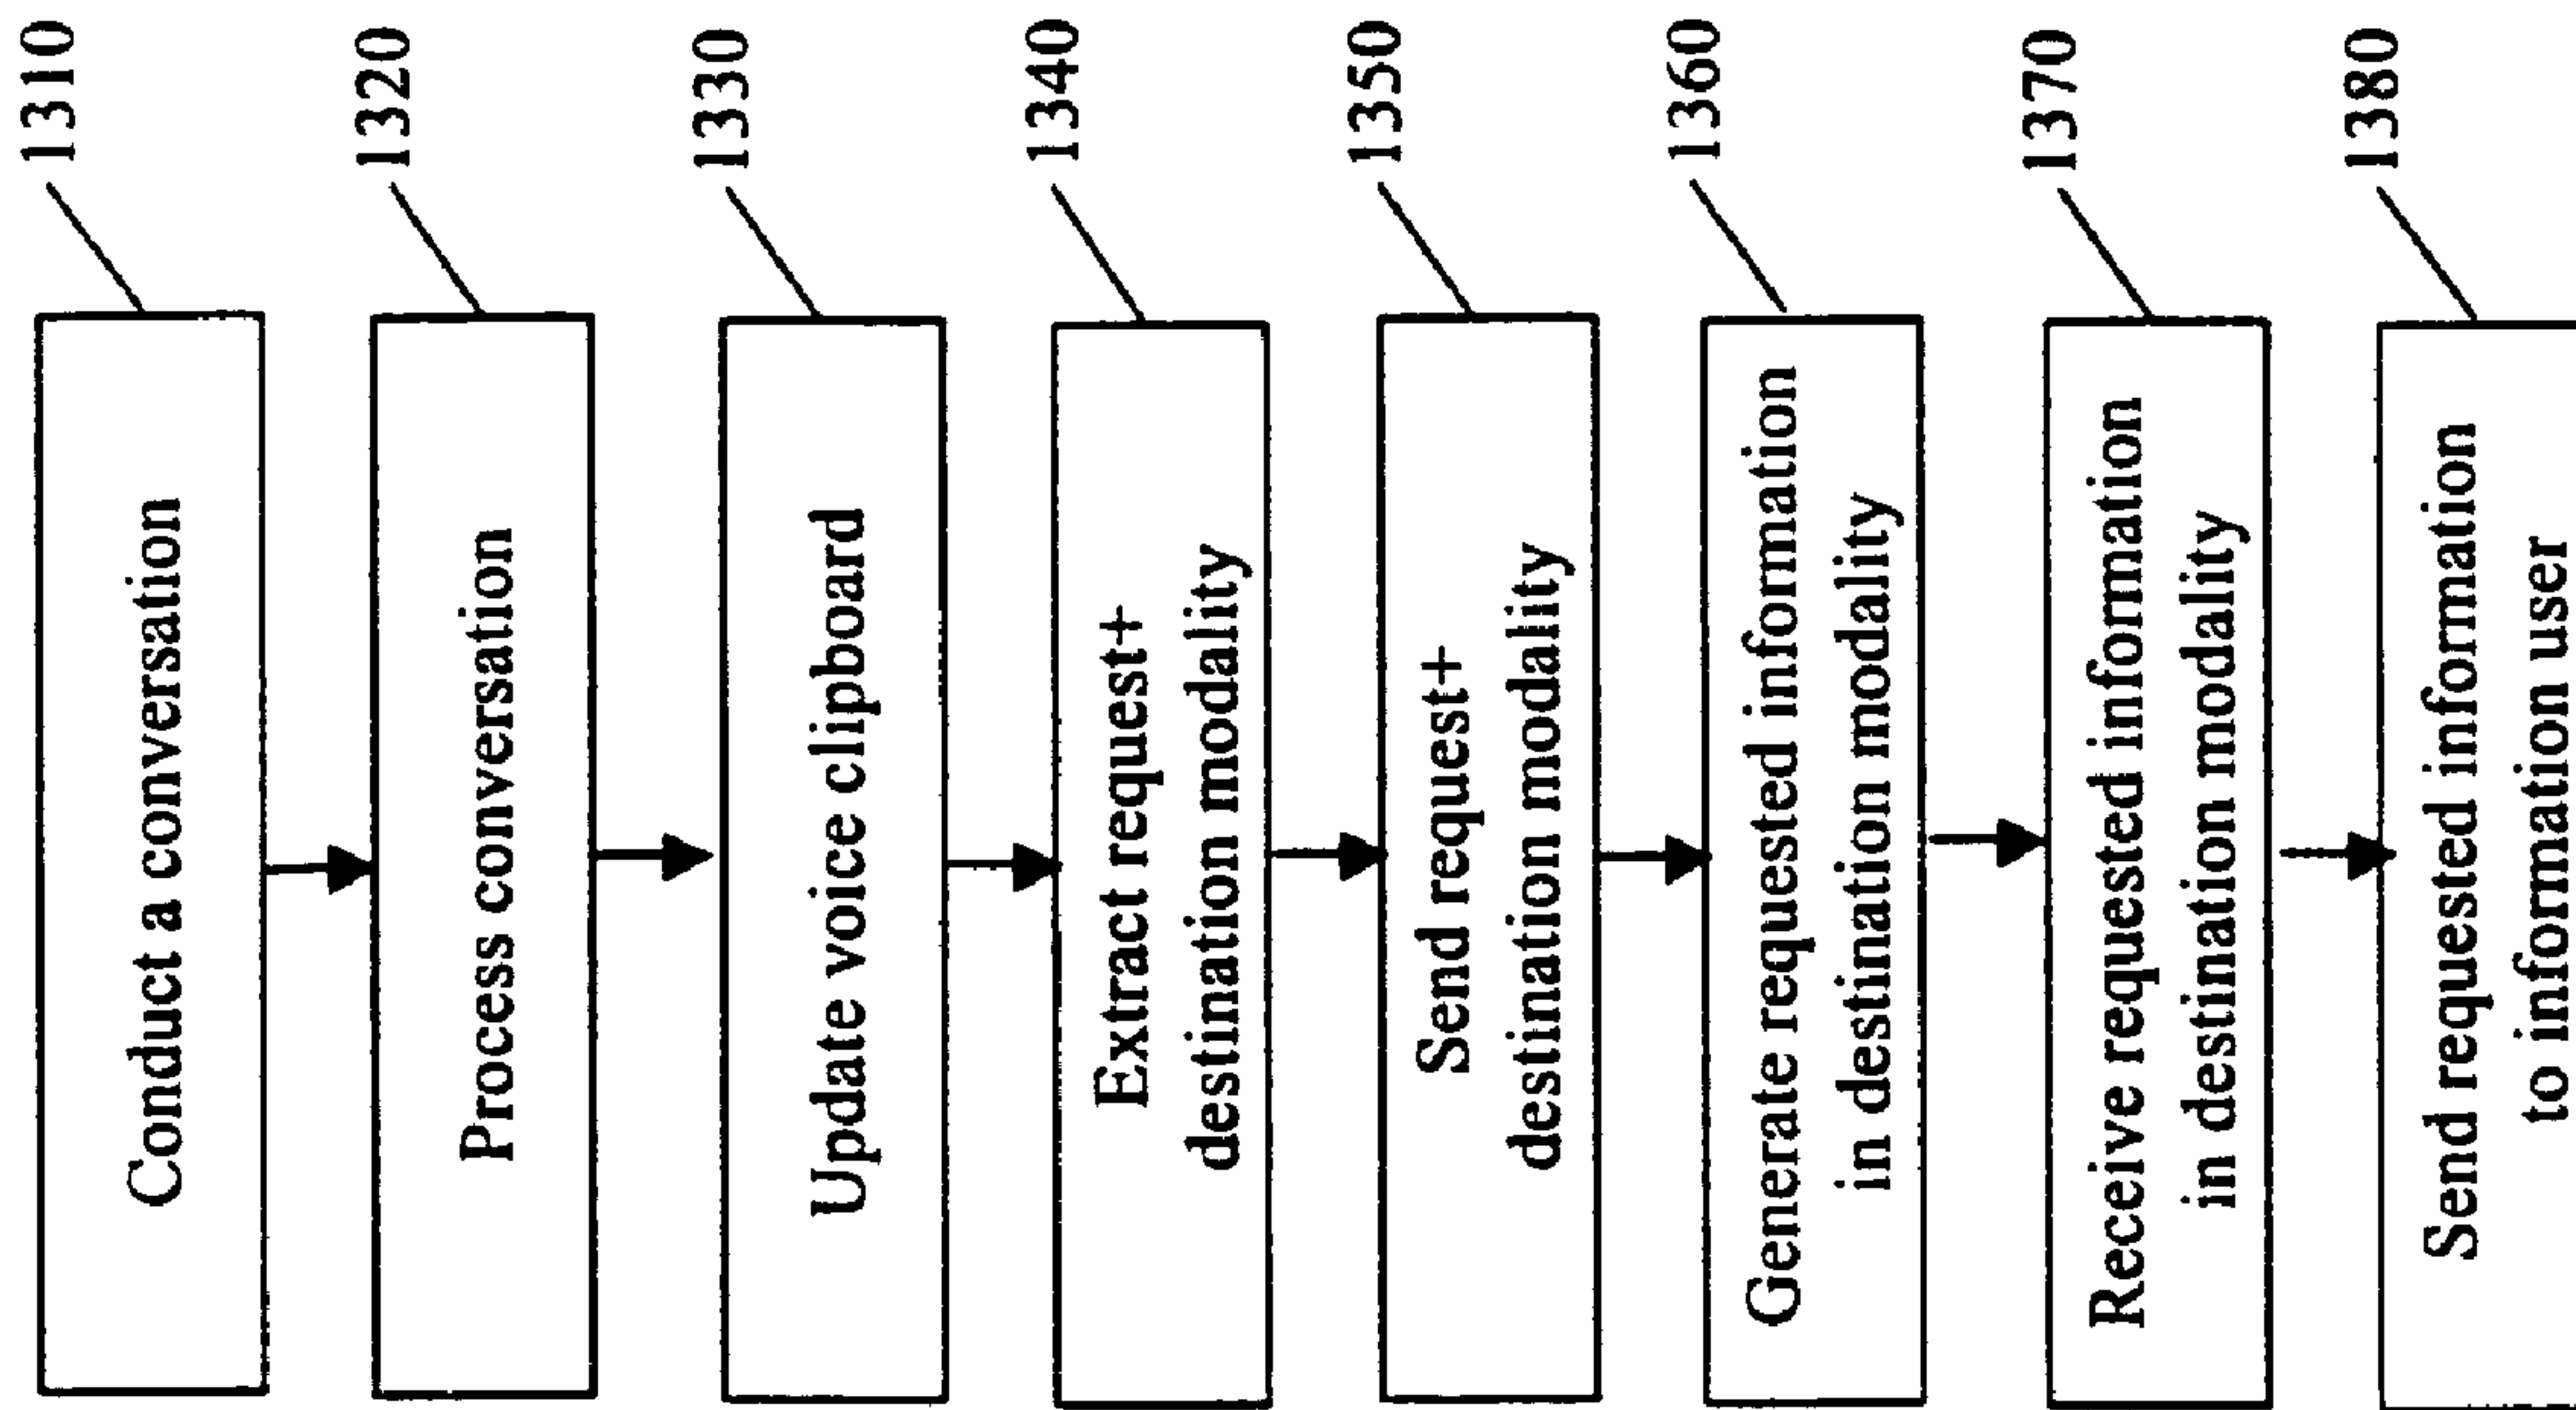 1310
Conduct a conversation
1320
Process conversation
1330
Update voice clipboard
1340
Extract request+
destination modality
1350
Send request+
destination modality
1360
Generate requested information
in destination modality
1370
Receive requested information
in destination modality
1380
Send requested information
to information user